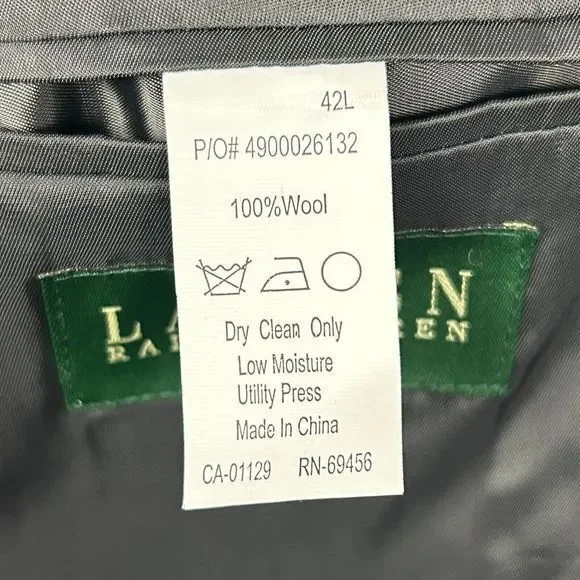 42L
P/O# 4900026132
100%Wool
Dry Clean Only
Low Moisture
Utility Press
Made In China
CA-01129 RN-69456